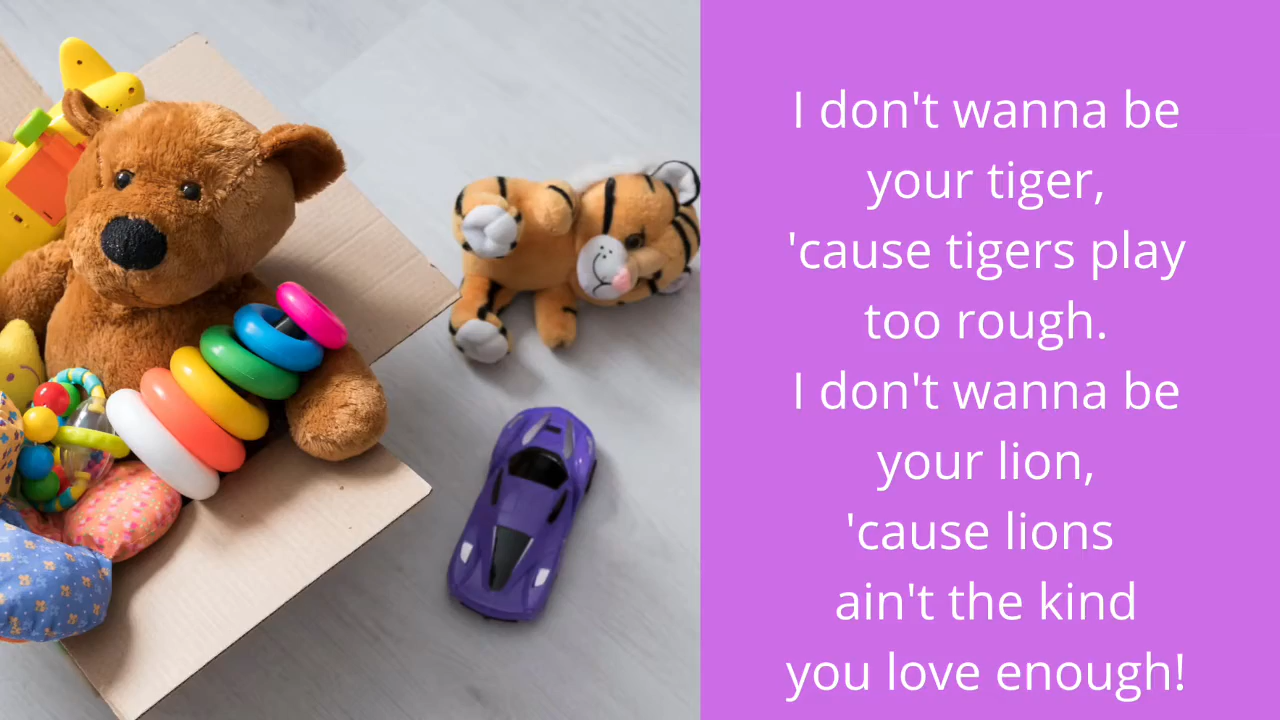 I don't wanna be
your tiger,
'cause tigers play
too rough.
I don't wanna be
your lion,
'cause lions
ain't the kind
you love enough!